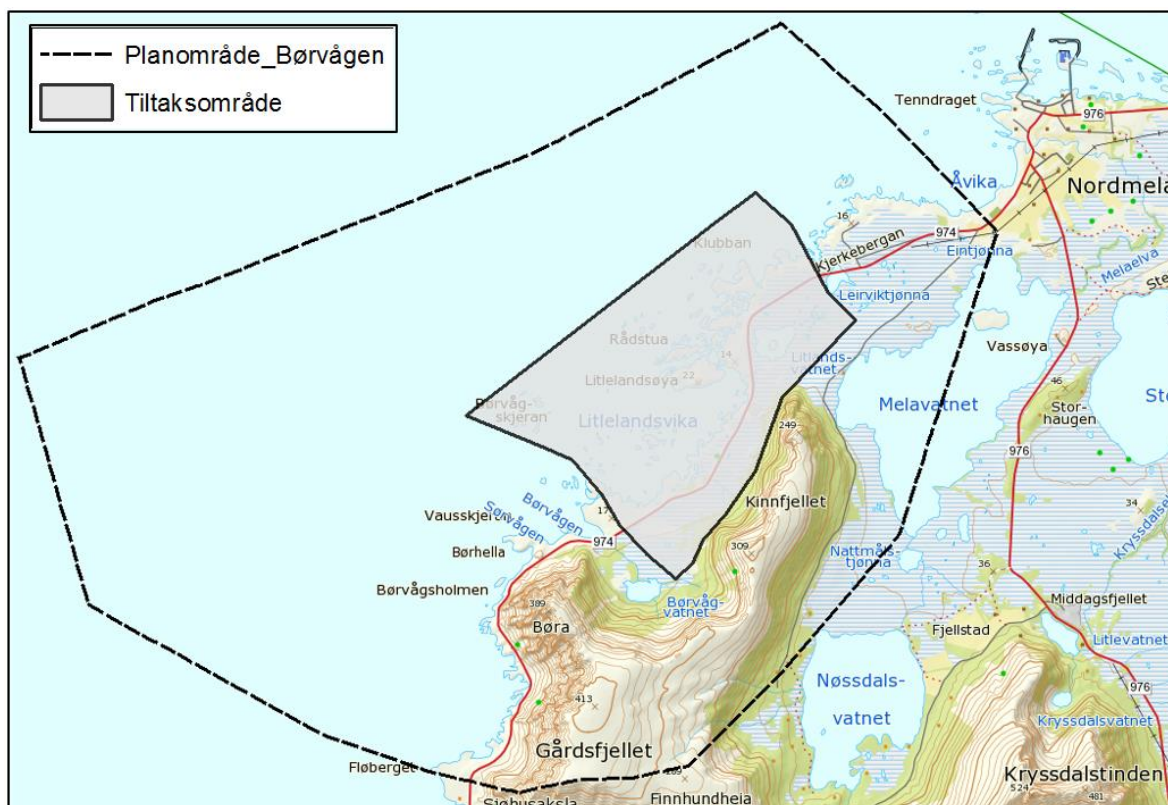 Planområde_Børvågen
Tiltaksområde
Tenndraget
976
Åvika
Nordmela
16
Klubban
Kjerkebergan
974
Eintjønna
Melaelva
Leirviktjønna
Rådstua
14
Litlands-
vatnet
Vassøya
Litlelandsøya
22
Børvåg-
skjeran
Litlelandsvika
Melavatnet
46
Stor-
haugen
249
976
Kinnfjellet
17
Vausskjeran
Børvågen
Sørvågen
974
Børhella
309
Nattmåls-
tjønna
34
36
Børvågsholmen
Børvåg-
vatnet
Middagsfjellet
389
Børa
Fjellstad
Litlevatnet
Nøssdals-
vatnet
976
413
Kryssdalsvatnet
Gårdsfjellet
Fløberget
Kryssdalstinden
524
481
Sjøhusaksla
Finnhundheia